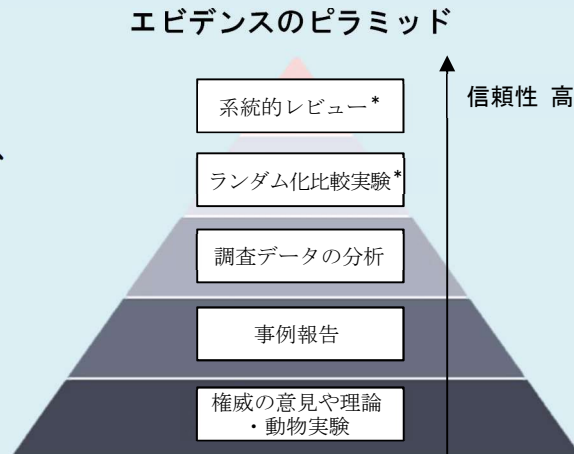 エビデンスのピラミッド
信頼性 高
系統的レビュー*
ランダム化比較実験*
調査データの分析
事例報告
権威の意見や理論
・動物実験